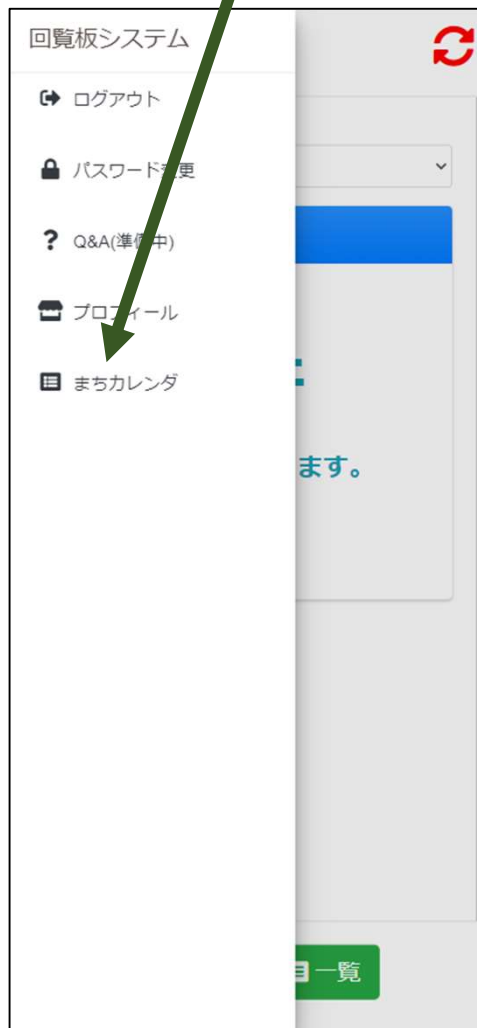 回覧板システム
ログアウト
パスワード変更
Q&A(準備中)
プロフィール
まちカレンダ
ます。
一覧